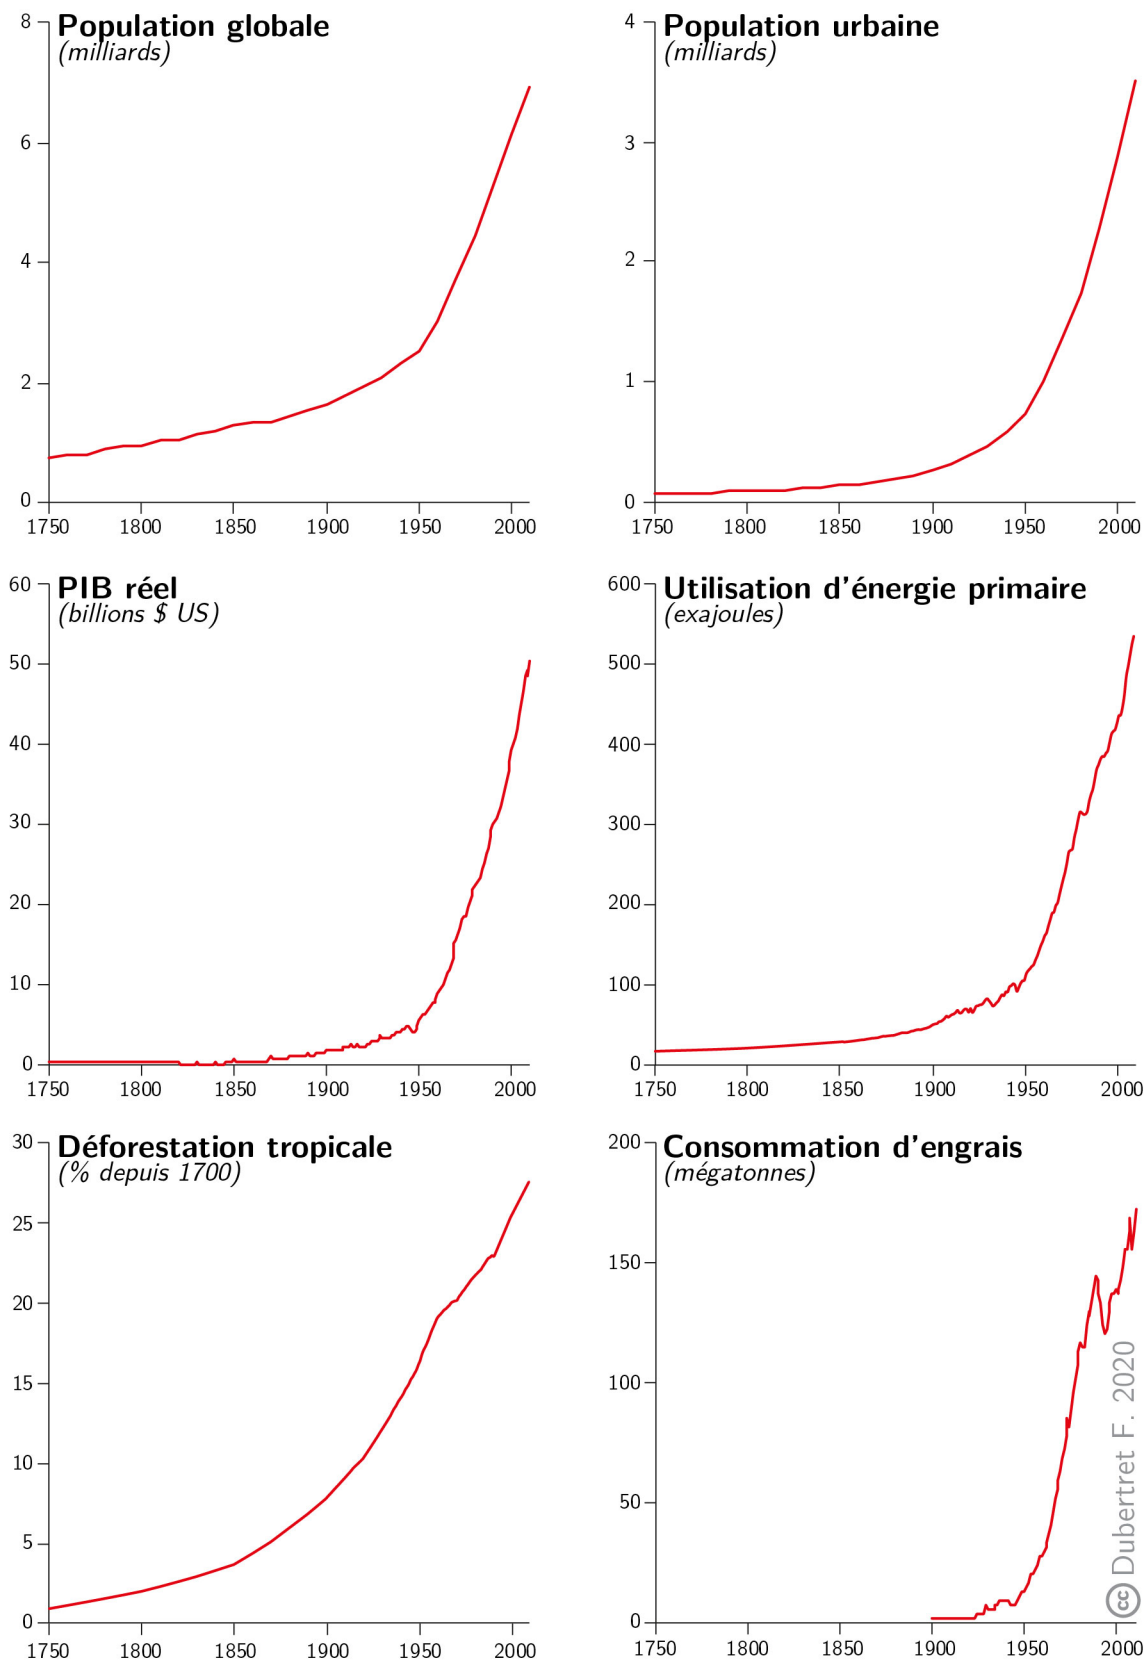 Population globale
(milliards)
8
6
4
2
0
1750 1800 1850 1900 1950 2000
Population urbaine
(milliards)
4
3
2
1
0
1750 1800 1850 1900 1950 2000
PIB réel
(billions $ US)
60
50
40
30
20
10
0
1750 1800 1850 1900 1950 2000
Utilisation d'énergie primaire
(exajoules)
600
500
400
300
200
100
0
1750 1800 1850 1900 1950 2000
Déforestation tropicale
(% depuis 1700)
30
25
20
15
10
5
0
1750 1800 1850 1900 1950 2000
Consommation d'engrais
(mégatonnes)
200
150
100
50
0
1750 1800 1850 1900 1950 2000
cc Dubertret F. 2020